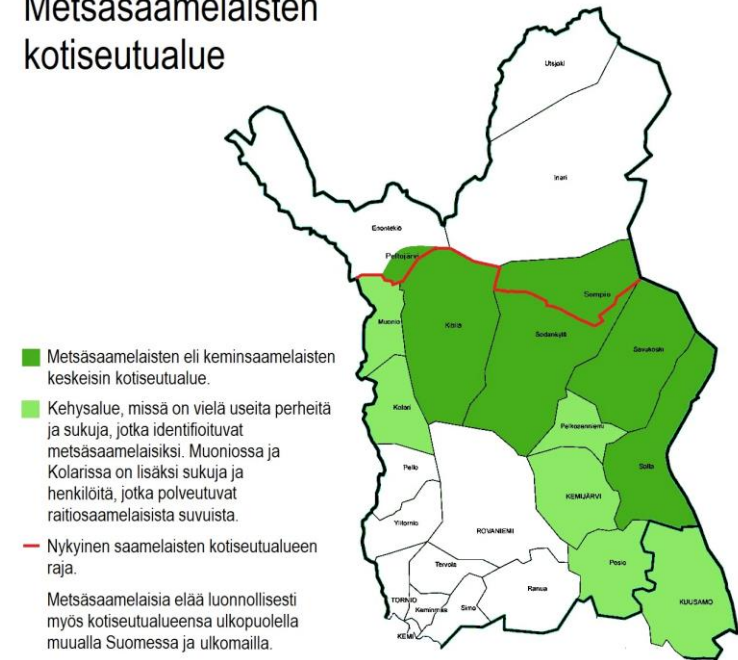 Metsäsaamelaisten
kotiseutualue
Utsjoki
Inari
Enontekiö
Peltojärvi
Sompio
Muonio
Kittilä
Sodankylä
Savukoski
Metsäsaamelaisten eli keminsaamelaisten
keskeisin kotiseutualue.
Kehysalue, missä on vielä useita perheitä
ja sukuja, jotka identifioituvat
metsäsaamelaisiksi. Muoniossa ja
Kolarissa on lisäksi sukuja ja
henkilöitä, jotka polveutuvat
raitiosaamelaisista suvuista.
Nykyinen saamelaisten kotiseutualueen
raja.
Metsäsaamelaisia elää luonnollisesti
myös kotiseutualueensa ulkopuolella
muualla Suomessa ja ulkomailla.
Kolari
Pelkosenniemi
Salla
Pello
KEMIJÄRVI
Ylitornio
ROVANIEMI
Tervola
Posio
Ranua
TORNIO
Keminmaa
Simo
KUUSAMO
KEMI